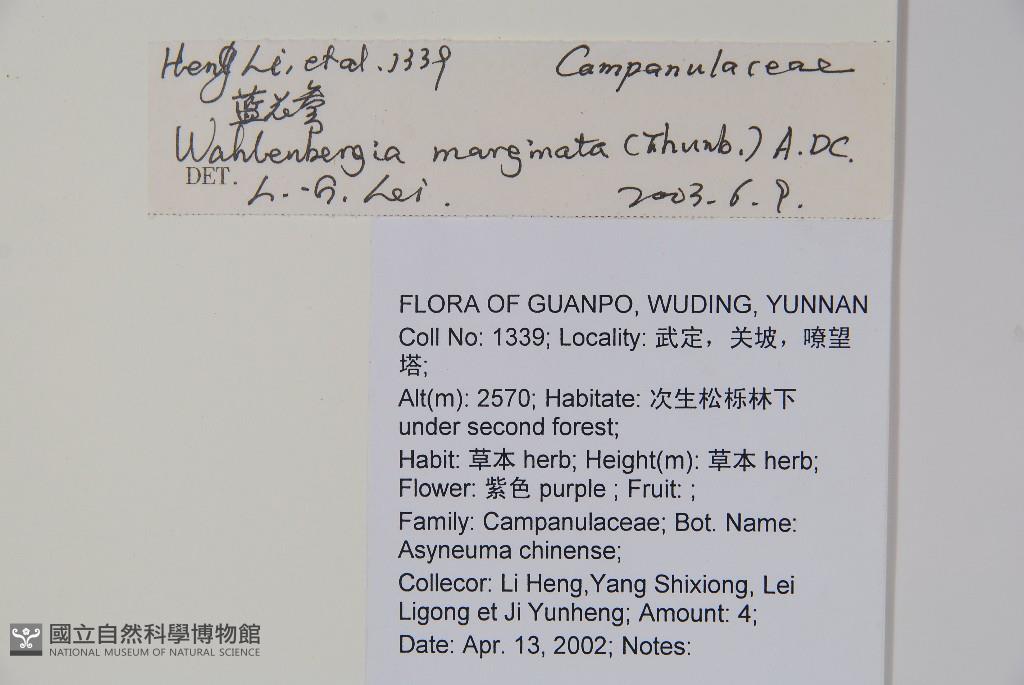 Heng Li, et al. 1339 Campanulaceae
蓝花参
Wahlenbergia marginata (Thunb.) A.DC.
DET. L.-G. Lei. 2003.6.9.
FLORA OF GUANPO, WUDING, YUNNAN
Coll No: 1339; Locality: 武定，关坡，嘹望
塔;
Alt(m): 2570; Habitate: 次生松栎林下
under second forest;
Habit: 草本 herb; Height(m): 草本 herb;
Flower: 紫色 purple ; Fruit: ;
Family: Campanulaceae; Bot. Name:
Asyneuma chinense;
Collecor: Li Heng,Yang Shixiong, Lei
Ligong et Ji Yunheng; Amount: 4;
Date: Apr. 13, 2002; Notes:
國立自然科學博物館
NATIONAL MUSEUM OF NATURAL SCIENCE